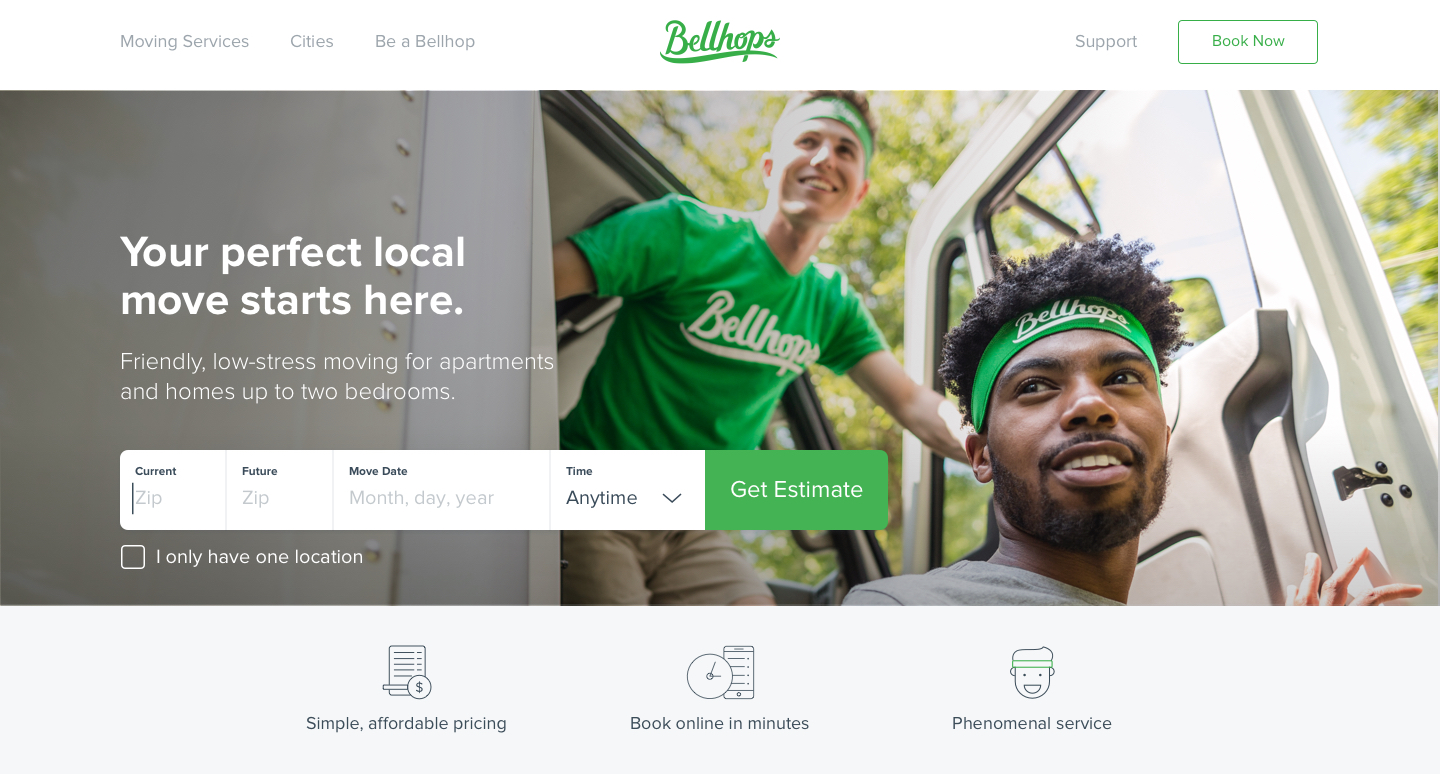 Moving Services Cities Be a Bellhop Bellhops Support Book Now
Your perfect local
move starts here.
Friendly, low-stress moving for apartments
and homes up to two bedrooms.
Bellhops
Bellhops
Current Future Move Date Time
Zip Zip Month, day, year Anytime Get Estimate
I only have one location
$
Simple, affordable pricing Book online in minutes Phenomenal service